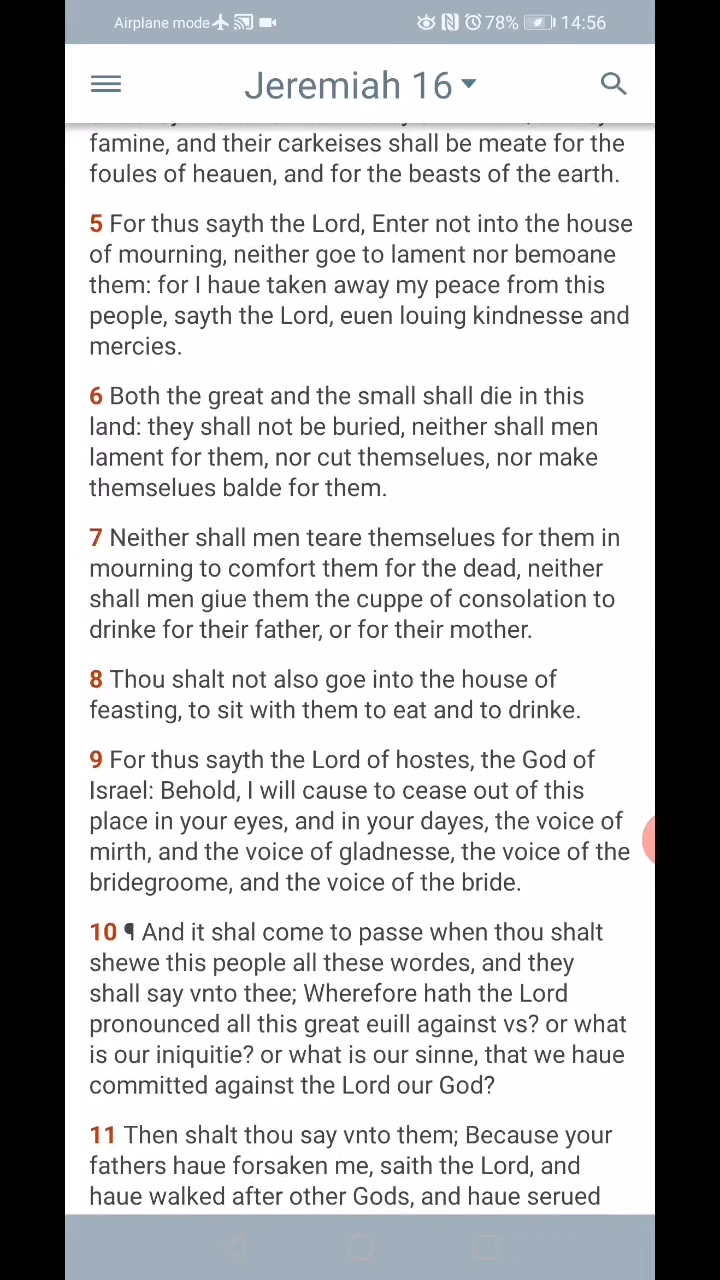 Airplane mode 78% 14:56
Jeremiah 16
famine, and their carkeises shall be meate for the
foules of heauen, and for the beasts of the earth.
5 For thus sayth the Lord, Enter not into the house
of mourning, neither goe to lament nor bemoane
them: for I haue taken away my peace from this
people, sayth the Lord, euen louing kindnesse and
mercies.
6 Both the great and the small shall die in this
land: they shall not be buried, neither shall men
lament for them, nor cut themselues, nor make
themselues balde for them.
7 Neither shall men teare themselues for them in
mourning to comfort them for the dead, neither
shall men giue them the cuppe of consolation to
drinke for their father, or for their mother.
8 Thou shalt not also goe into the house of
feasting, to sit with them to eat and to drinke.
9 For thus sayth the Lord of hostes, the God of
Israel: Behold, I will cause to cease out of this
place in your eyes, and in your dayes, the voice of
mirth, and the voice of gladnesse, the voice of the
bridegroome, and the voice of the bride.
10 ¶ And it shal come to passe when thou shalt
shewe this people all these wordes, and they
shall say vnto thee; Wherefore hath the Lord
pronounced all this great euill against vs? or what
is our iniquitie? or what is our sinne, that we haue
committed against the Lord our God?
11 Then shalt thou say vnto them; Because your
fathers haue forsaken me, saith the Lord, and
haue walked after other Gods, and haue serued